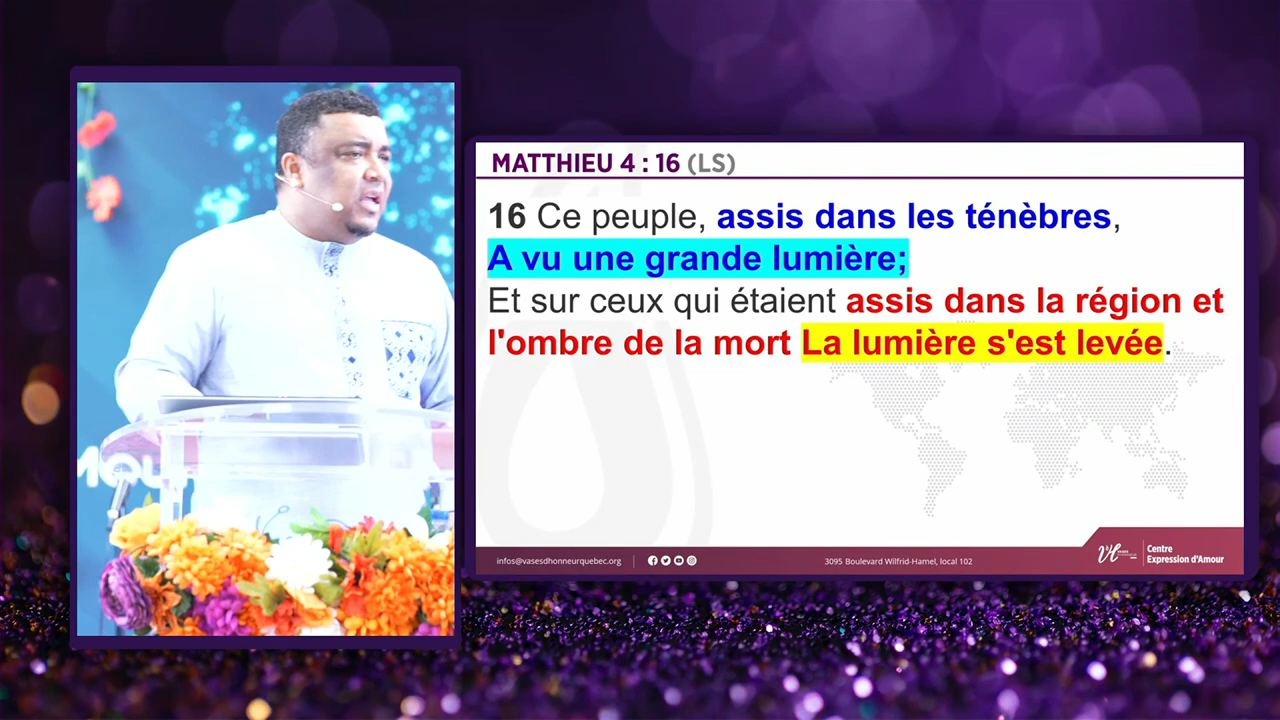 MATTHIEU 4 : 16 (LS)
16 Ce peuple, assis dans les ténèbres,
A vu une grande lumière;
Et sur ceux qui étaient assis dans la région et
l'ombre de la mort La lumière s'est levée.
infos@vasesdhonneurquebec.org
3095 Boulevard Wilfrid-Hamel, local 102
Centre
Expression d'Amour